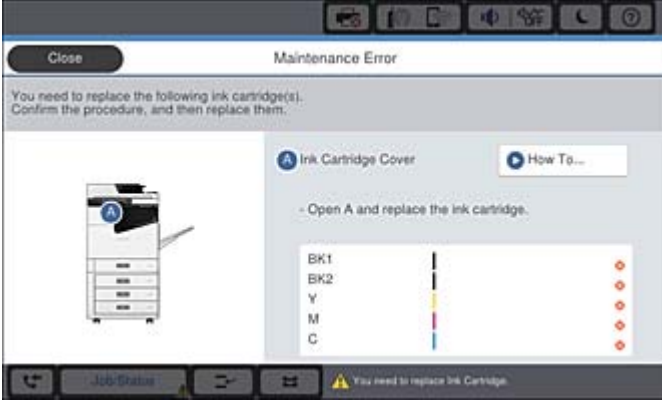 Close
Maintenance Error
You need to replace the following ink cartridge(s).
Confirm the procedure, and then replace them.
A Ink Cartridge Cover
How To...
A
- Open A and replace the ink cartridge.
BK1
BK2
Y
M
C
Job/Status
You need to replace Ink Cartridge.